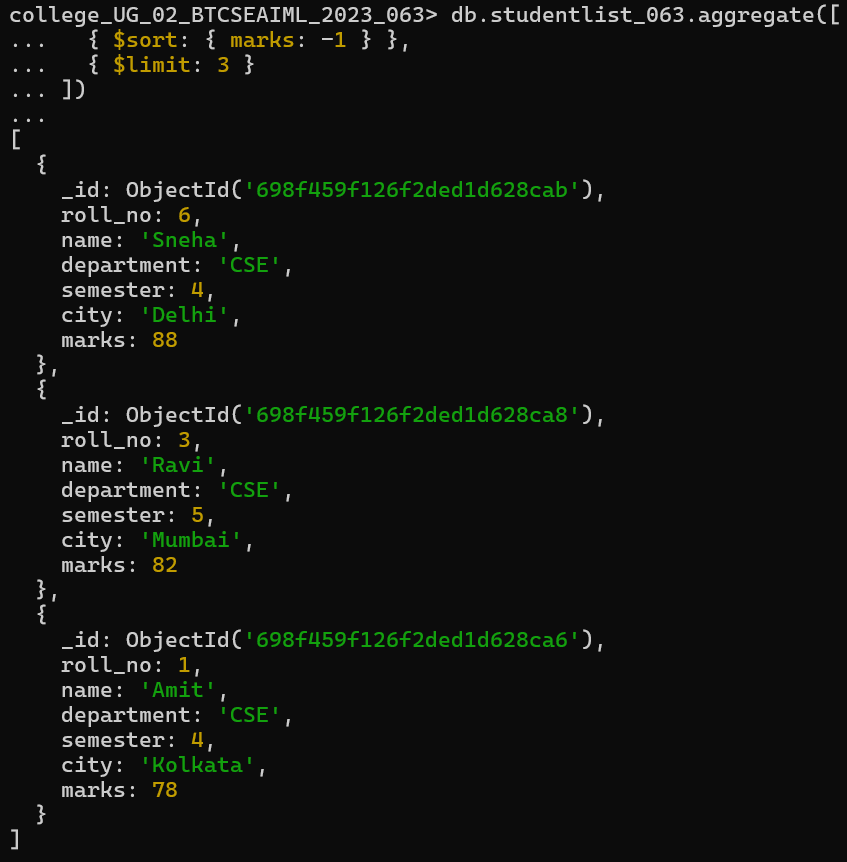 college_UG_02_BTCSEAIML_2023_063> db.studentlist_063.aggregate([
...   { $sort: { marks: -1 } },
...   { $limit: 3 }
... ])
...
[
  {
    _id: ObjectId('698f459f126f2ded1d628cab'),
    roll_no: 6,
    name: 'Sneha',
    department: 'CSE',
    semester: 4,
    city: 'Delhi',
    marks: 88
  },
  {
    _id: ObjectId('698f459f126f2ded1d628ca8'),
    roll_no: 3,
    name: 'Ravi',
    department: 'CSE',
    semester: 5,
    city: 'Mumbai',
    marks: 82
  },
  {
    _id: ObjectId('698f459f126f2ded1d628ca6'),
    roll_no: 1,
    name: 'Amit',
    department: 'CSE',
    semester: 4,
    city: 'Kolkata',
    marks: 78
  }
]